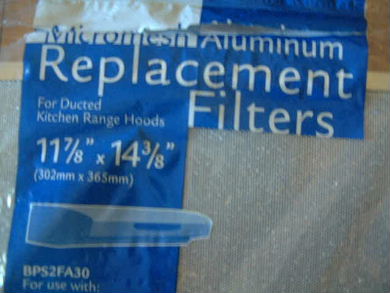 Micromesh Aluminum
Replacement
Filters
For Ducted
Kitchen Range Hoods
11⅞" x 14⅜"
(302mm x 365mm)
BPS2FA30
For use with: